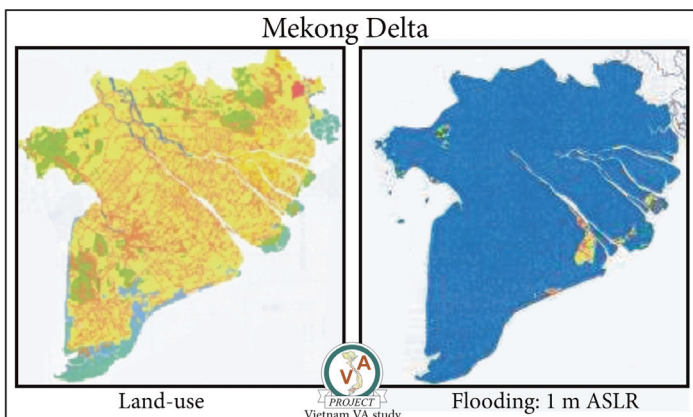 Mekong Delta
V A
PROJECT
Land-use
Vietnam VA study
Flooding: 1 m ASLR